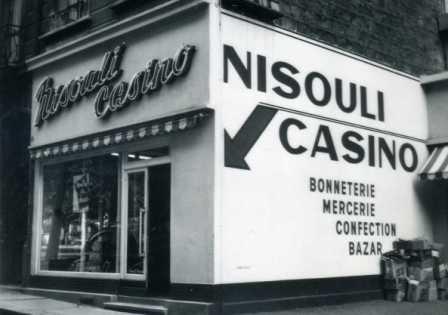 Nisouli
Casino
NISOULI
CASINO
BONNETERIE
MERCERIE
CONFECTION
BAZAR